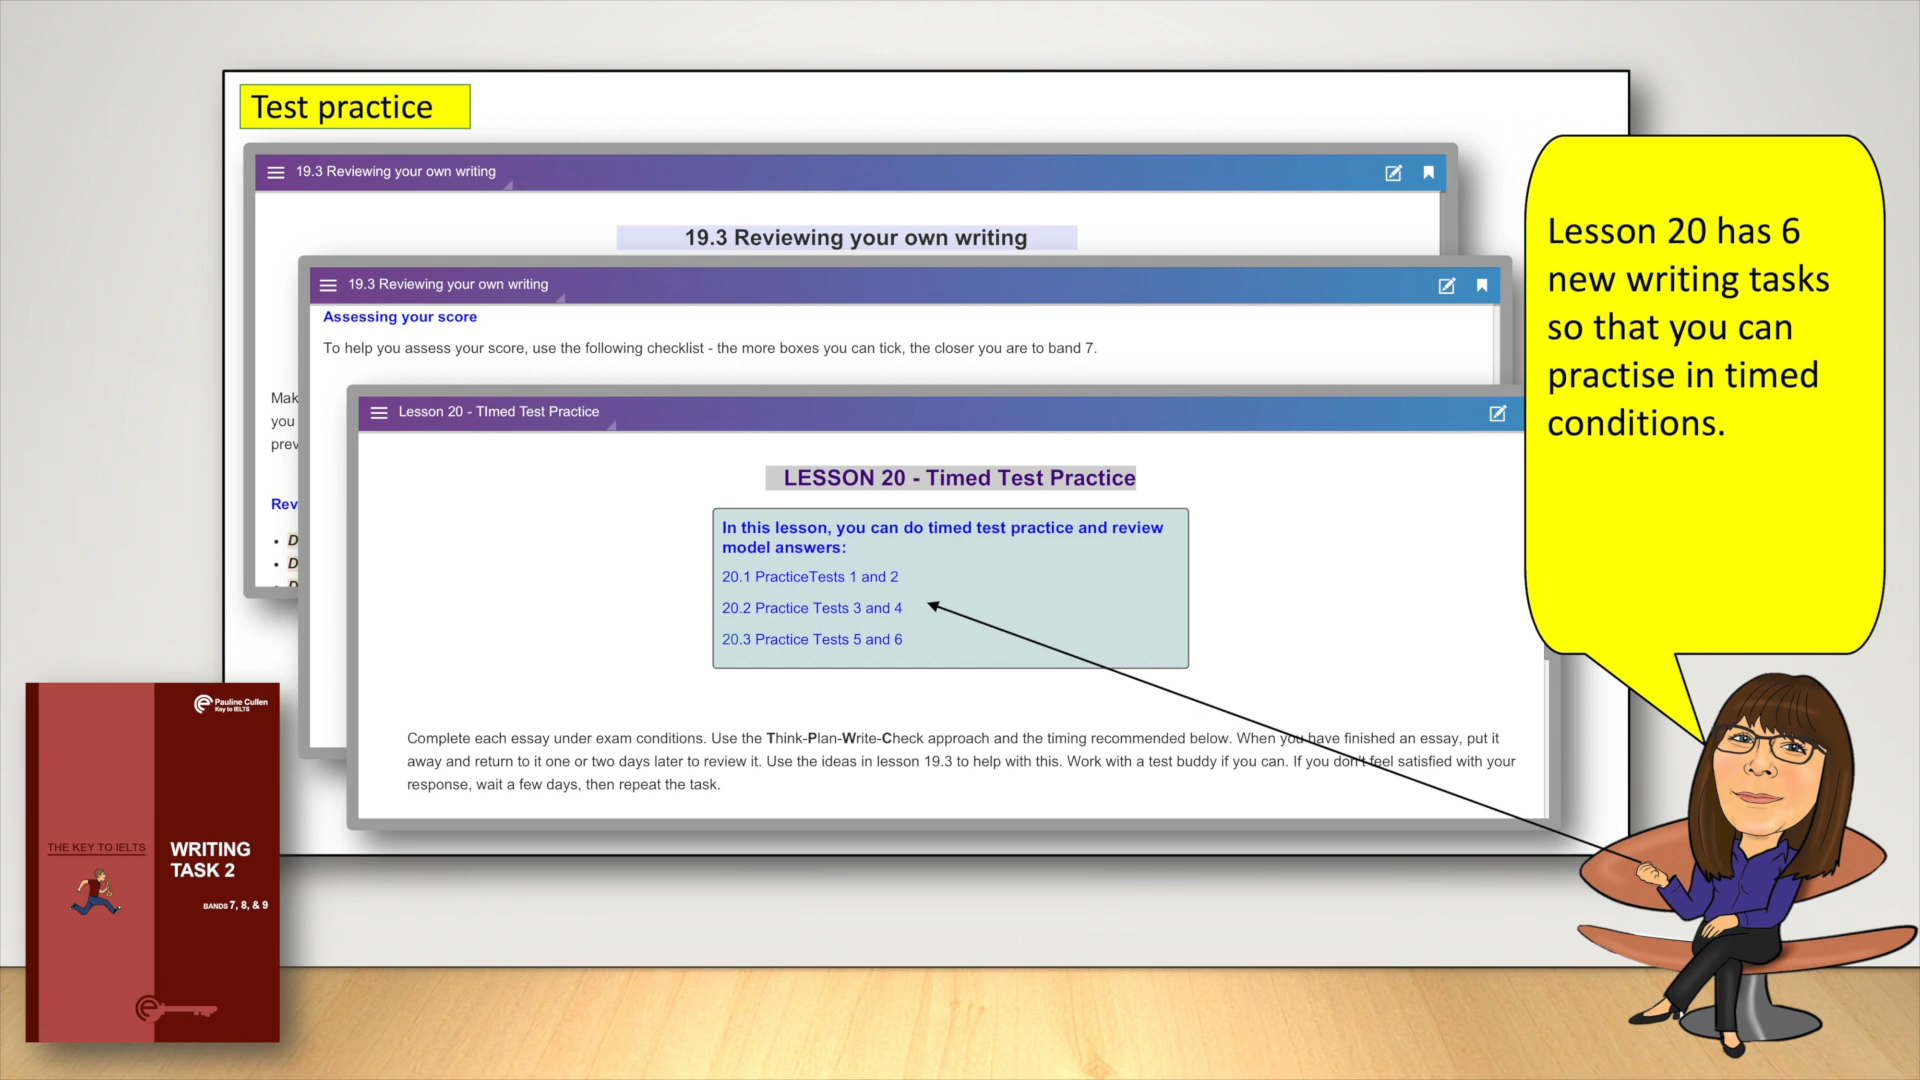 Test practice
19.3 Reviewing your own writing
19.3 Reviewing your own writing
Mak
you
prev
Rev
D
D
D
19.3 Reviewing your own writing
Assessing your score
To help you assess your score, use the following checklist - the more boxes you can tick, the closer you are to band 7.
Lesson 20 - TImed Test Practice
LESSON 20 - Timed Test Practice
In this lesson, you can do timed test practice and review
model answers:
20.1 PracticeTests 1 and 2
20.2 Practice Tests 3 and 4
20.3 Practice Tests 5 and 6
Complete each essay under exam conditions. Use the Think-Plan-Write-Check approach and the timing recommended below. When you have finished an essay, put it
away and return to it one or two days later to review it. Use the ideas in lesson 19.3 to help with this. Work with a test buddy if you can. If you don't feel satisfied with your
response, wait a few days, then repeat the task.
Lesson 20 has 6
new writing tasks
so that you can
practise in timed
conditions.
Pauline Cullen
Key to IELTS
THE KEY TO IELTS
WRITING
TASK 2
BANDS 7, 8, & 9